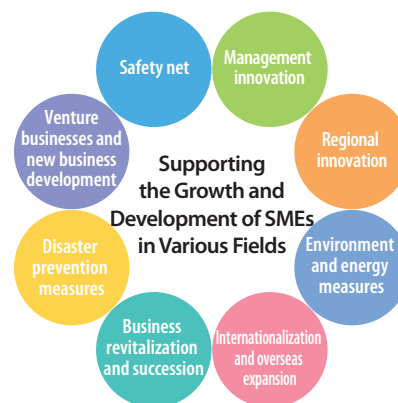 Safety net
Management
innovation
Venture
businesses and
new business
development
Regional
innovation
Supporting
the Growth and
Development of SMEs
in Various Fields
Disaster
prevention
measures
Environment
and energy
measures
Business
revitalization
and succession
Internationalization
and overseas
expansion